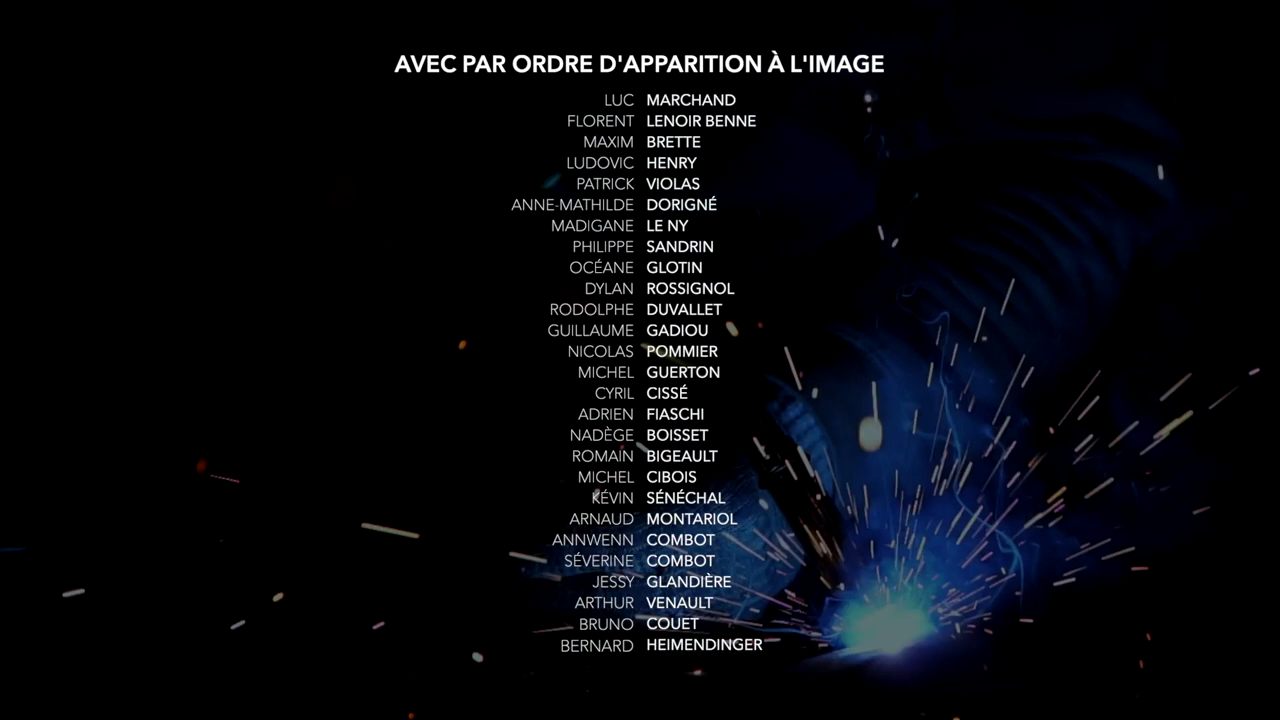 AVEC PAR ORDRE D'APPARITION À L'IMAGE
LUC MARCHAND
FLORENT LENOIR BENNE
MAXIM BRETTE
LUDOVIC HENRY
PATRICK VIOLAS
ANNE-MATHILDE DORIGNÉ
MADIGANE LE NY
PHILIPPE SANDRIN
OCÉANE GLOTIN
DYLAN ROSSIGNOL
RODOLPHE DUVALLET
GUILLAUME GADIOU
NICOLAS POMMIER
MICHEL GUERTON
CYRIL CISSÉ
ADRIEN FIASCHI
NADÈGE BOISSET
ROMAIN BIGEAULT
MICHEL CIBOIS
KÉVIN SÉNÉCHAL
ARNAUD MONTARIOL
ANNWENN COMBOT
SÉVERINE COMBOT
JESSY GLANDIÈRE
ARTHUR VENAULT
BRUNO COUET
BERNARD HEIMENDINGER